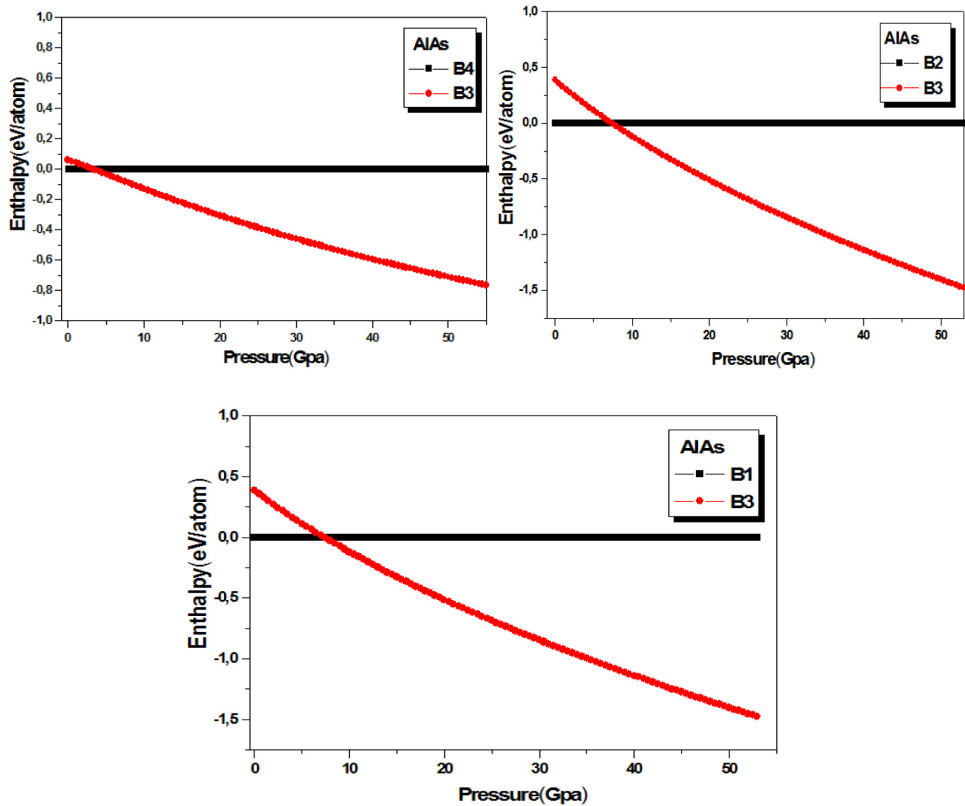 1,0
0,8
0,6
0,4
0,2
0,0
-0,2
-0,4
-0,6
-0,8
-1,0
Enthalpy(eV/atom)
AlAs
B4
B3
0 10 20 30 40 50
Pressure(Gpa)
1,0
0,5
0,0
-0,5
-1,0
-1,5
Enthalpy(eV/atom)
AlAs
B2
B3
0 10 20 30 40 50
Pressure(Gpa)
1,0
0,5
0,0
-0,5
-1,0
-1,5
Enthalpy(eV/atom)
AlAs
B1
B3
0 10 20 30 40 50
Pressure(Gpa)